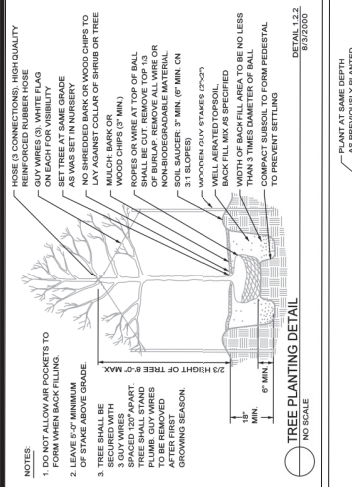 NOTES:
1. DO NOT ALLOW AIR POCKETS TO
FORM WHEN BACK FILLING.
2. LEAVE 5'-0" MINIMUM
OF STAKE ABOVE GRADE.
3. TREE SHALL BE
SECURED WITH
3 GUY WIRES
SPACED 120° APART.
TREE SHALL STAND
PLUMB. GUY WIRES
TO BE REMOVED
AFTER FIRST
GROWING SEASON.
2/3 HIGHT OF TREE 8'-0" MAX.
18"
MIN.
6" MIN.
HOSE (3 CONNECTIONS). HIGH QUALITY
REINFORCED RUBBER HOSE
GUY WIRES (3). WHITE FLAG
ON EACH FOR VISIBILITY
SET TREE AT SAME GRADE
AS WAS SET IN NURSERY
NO SHREDDED BARK OR WOOD CHIPS TO
LAY AGAINST COLLAR OF SHRUB OR TREE
MULCH: BARK OR
WOOD CHIPS (3" MIN.)
ROPES OR WIRE AT TOP OF BALL
SHALL BE CUT. REMOVE TOP 1/3
OF BURLAP. REMOVE ALL WIRE OR
NON-BIODEGRADABLE MATERIAL
SOIL SAUCER: 3" MIN. (6" MIN. CN
3:1 SLOPES)
WOODEN GUY STAKES (2"x2")
WELL AERATED TOPSOIL
BACK FILL MIX AS SPECIFIED
WIDTH OF BACK FILL AREA TO BE NO LESS
THAN 3 TIMES DIAMETER OF BALL
COMPACT SUBSOIL TO FORM PEDESTAL
TO PREVENT SETTLING
TREE PLANTING DETAIL
NO SCALE
DETAIL 1.2.2
8/3/2000
PLANT AT SAME DEPTH
AS PREVIOUSLY PLANTED